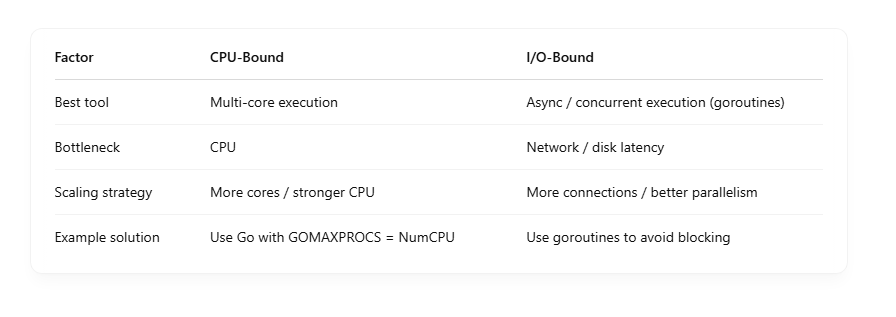 Factor CPU-Bound I/O-Bound
Best tool Multi-core execution Async / concurrent execution (goroutines)
Bottleneck CPU Network / disk latency
Scaling strategy More cores / stronger CPU More connections / better parallelism
Example solution Use Go with GOMAXPROCS = NumCPU Use goroutines to avoid blocking